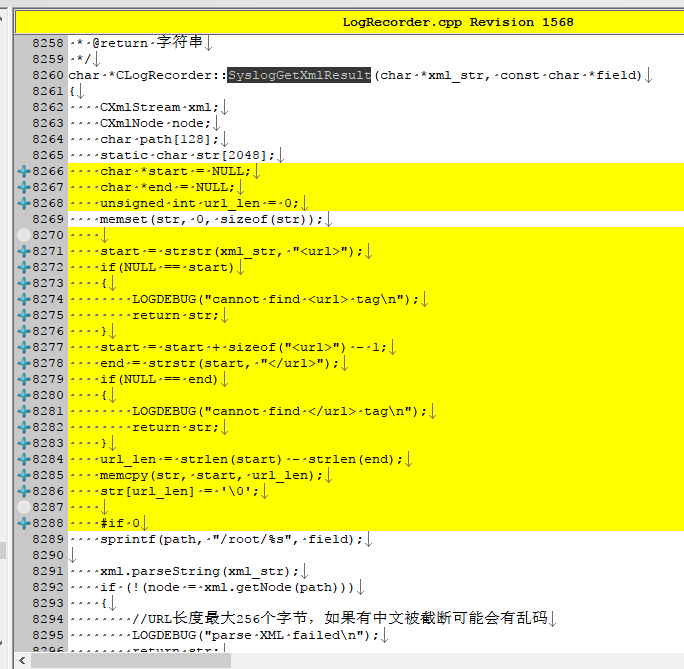 LogRecorder.cpp Revision 1568
8258 * @return 字符串
8259 */
8260 char *CLogRecorder::SyslogGetXmlResult(char *xml_str, const char *field)
8261 {
8262     CXmlStream xml;
8263     CXmlNode node;
8264     char path[128];
8265     static char str[2048];
8266     char *start = NULL;
8267     char *end = NULL;
8268     unsigned int url_len = 0;
8269     memset(str, 0, sizeof(str));
8270
8271     start = strstr(xml_str, "<url>");
8272     if(NULL == start)
8273     {
8274         LOGDEBUG("cannot find <url> tag\n");
8275         return str;
8276     }
8277     start = start + sizeof("<url>") - 1;
8278     end = strstr(start, "</url>");
8279     if(NULL == end)
8280     {
8281         LOGDEBUG("cannot find </url> tag\n");
8282         return str;
8283     }
8284     url_len = strlen(start) - strlen(end);
8285     memcpy(str, start, url_len);
8286     str[url_len] = '\0';
8287
8288     #if 0
8289     sprintf(path, "/root/%s", field);
8290
8291     xml.parseString(xml_str);
8292     if (!(node = xml.getNode(path)))
8293     {
8294         //URL长度最大256个字节，如果有中文被截断可能会有乱码
8295         LOGDEBUG("parse XML failed\n");
8296         return str;